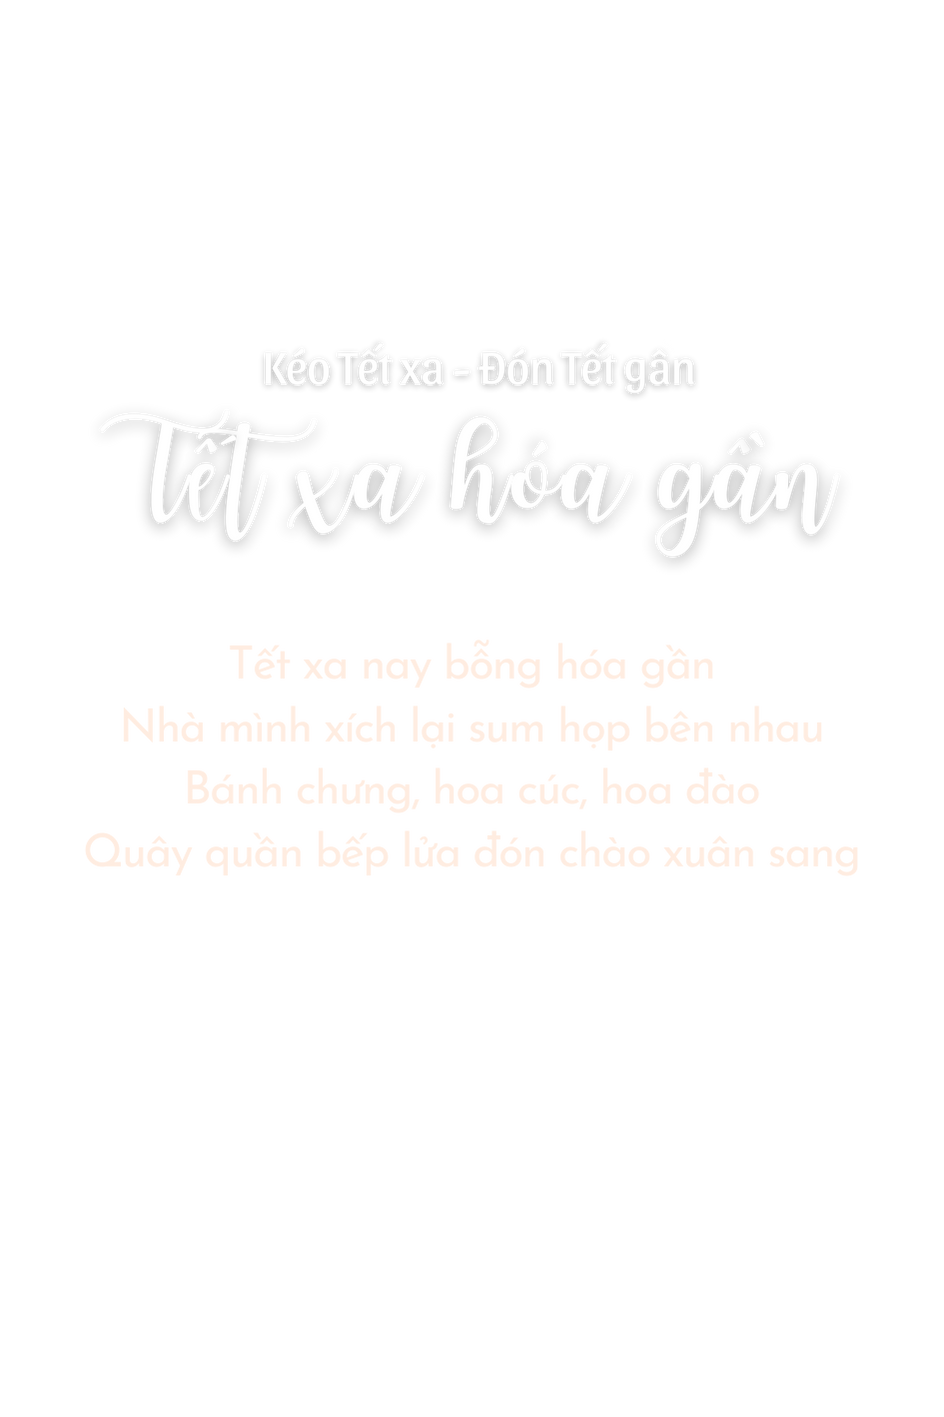 Kéo Tết xa - Đón Tết gần
Tết xa hóa gần
Tết xa nay bỗng hóa gần
Nhà mình xích lại sum họp bên nhau
Bánh chưng, hoa cúc, hoa đào
Quây quần bếp lửa đón chào xuân sang